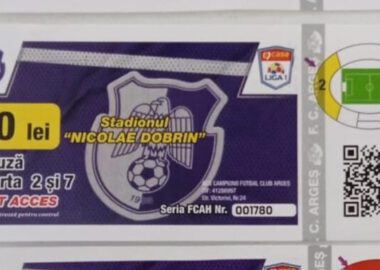 casa
LIGA 1
0 lei
Stadionul
"NICOLAE DOBRIN"
uză
rta 2 și 7
T ACCES
2
F. C. ARGEȘ
C. ARGEȘ
CAMPIONII FOTBAL CLUB ARGEȘ
Str. Victoriei, Nr.24
Seria FCAH Nr. 001780